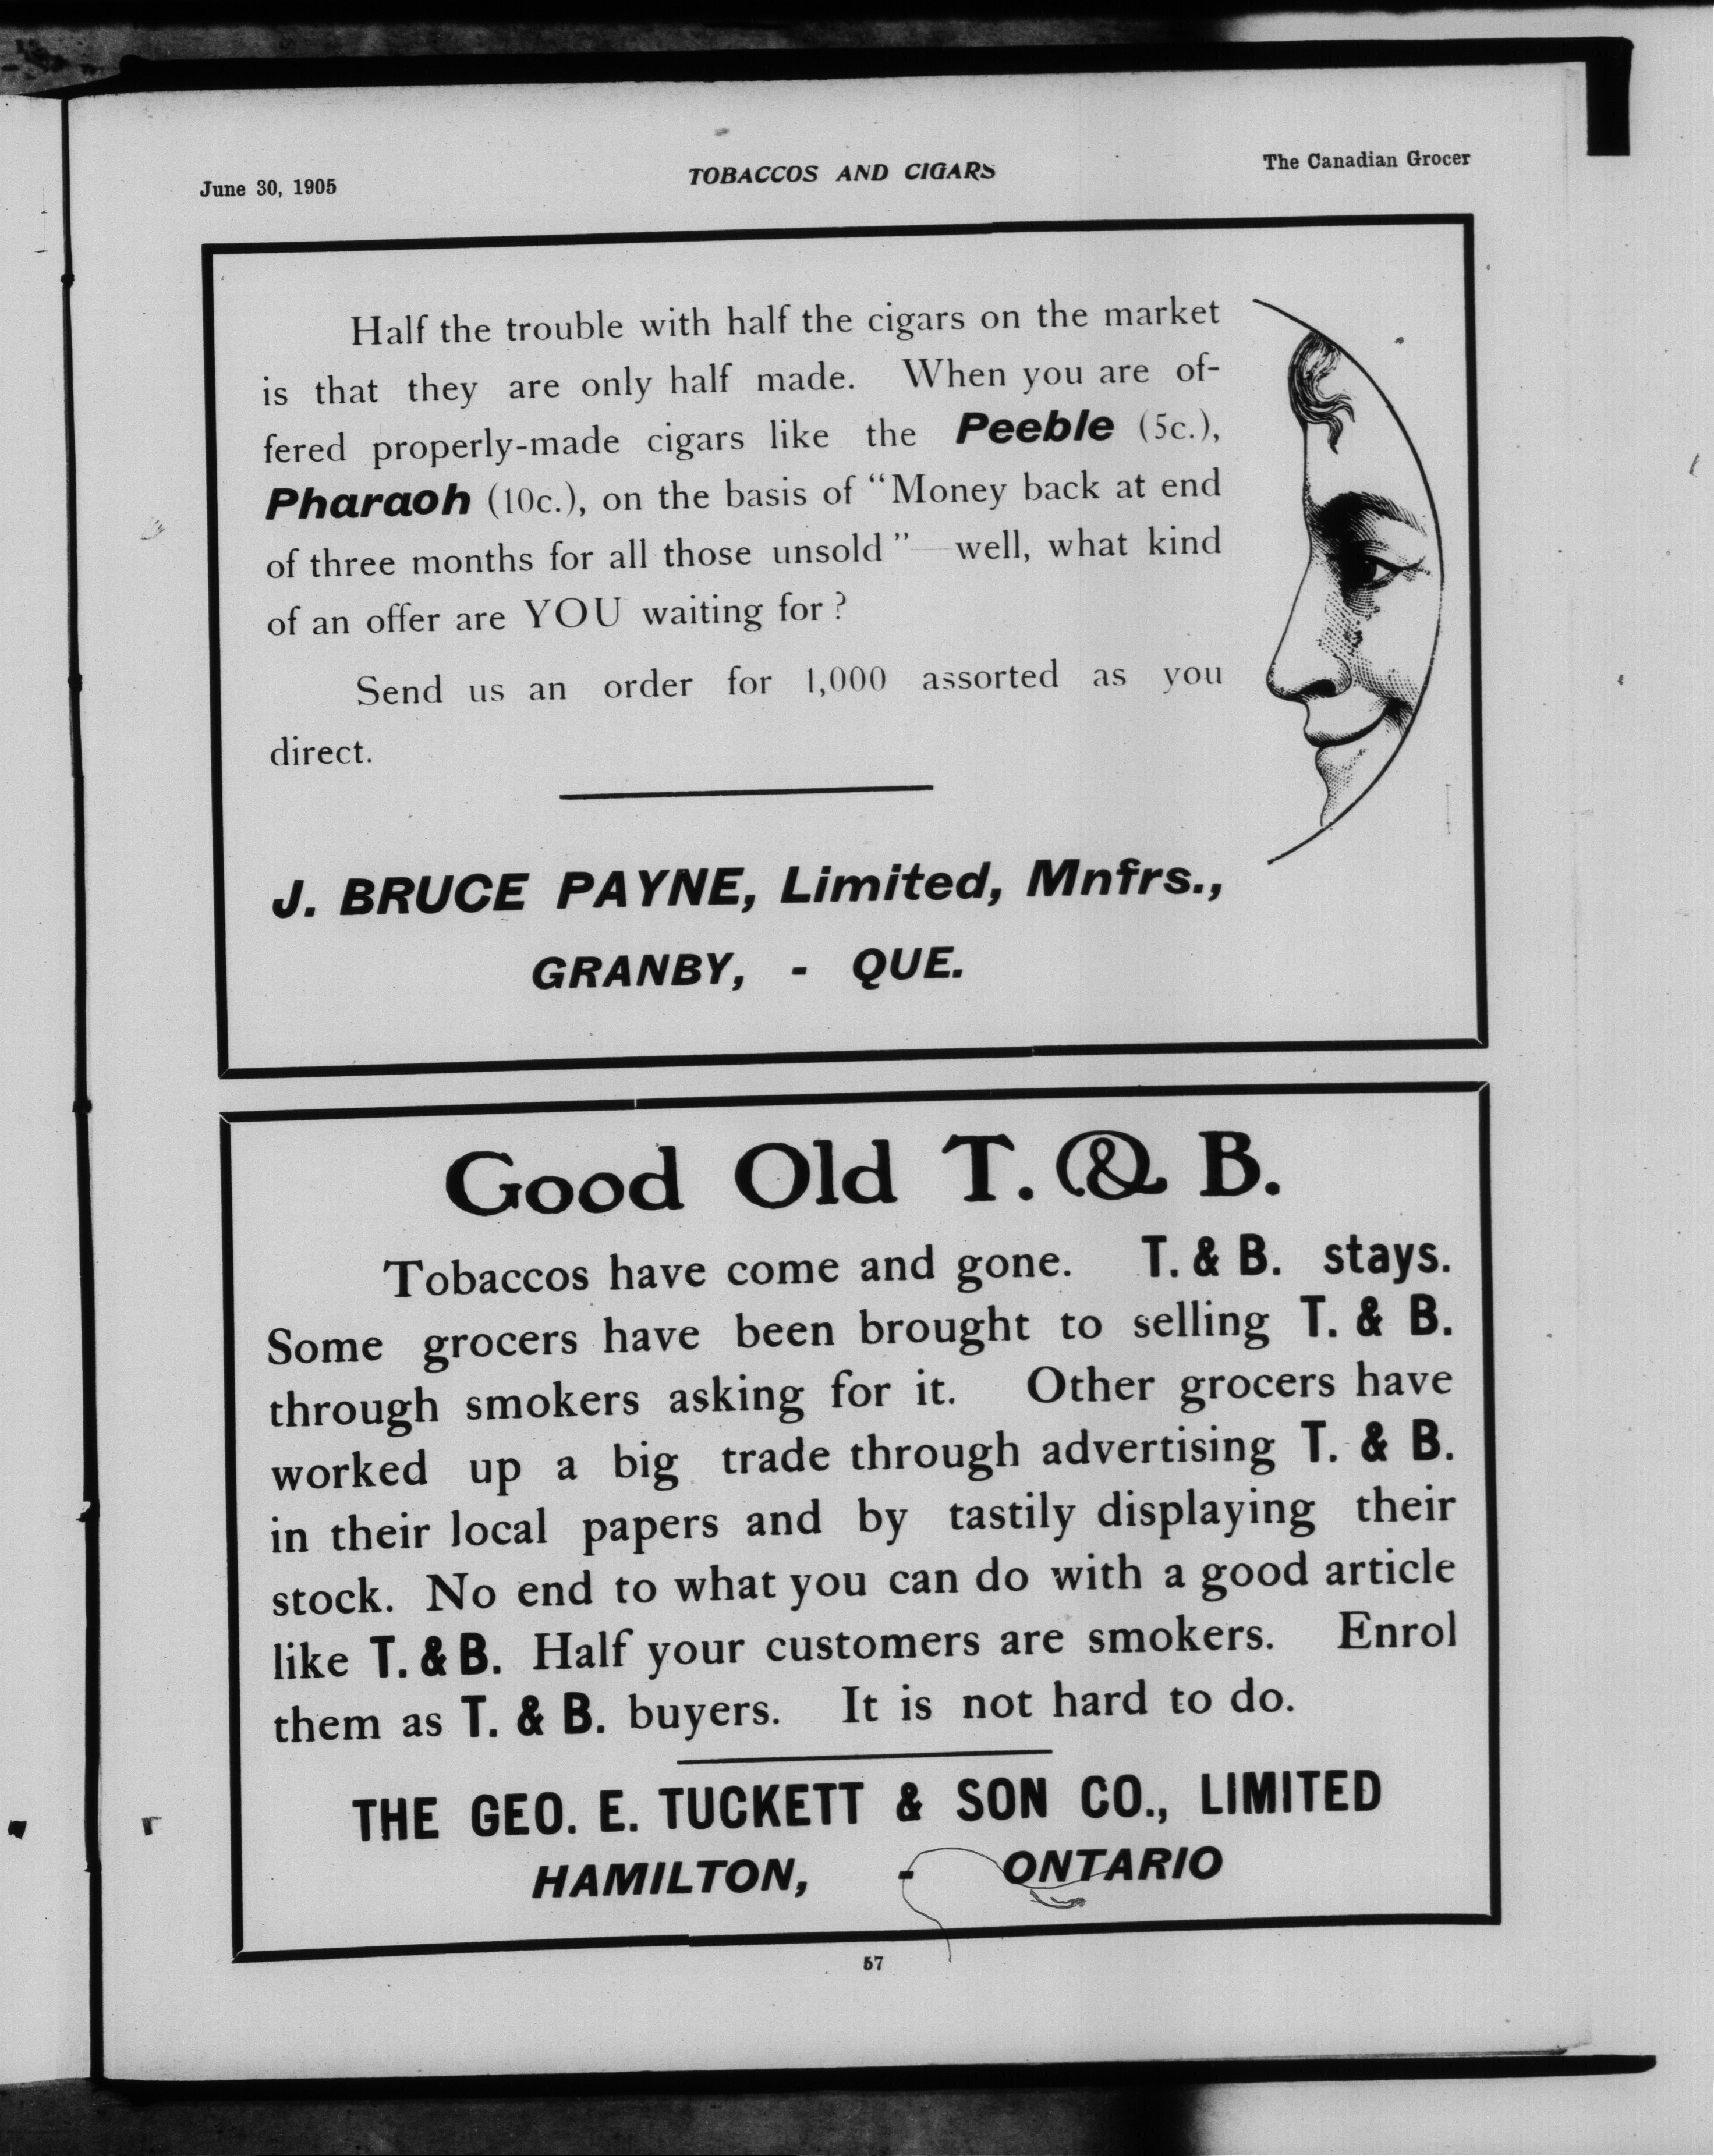 June 30, 1905 TOBACCOS AND CIGARS The Canadian Grocer
Half the trouble with half the cigars on the market
is that they are only half made. When you are of-
fered properly-made cigars like the Peeble (5c.),
Pharaoh (10c.), on the basis of “Money back at end
of three months for all those unsold”—well, what kind
of an offer are YOU waiting for?
Send us an order for 1,000 assorted as you
direct.
J. BRUCE PAYNE, Limited, Mnfrs.,
GRANBY, - QUE.
Good Old T. & B.
Tobaccos have come and gone. T. & B. stays.
Some grocers have been brought to selling T. & B.
through smokers asking for it. Other grocers have
worked up a big trade through advertising T. & B.
in their local papers and by tastily displaying their
stock. No end to what you can do with a good article
like T. & B. Half your customers are smokers. Enrol
them as T. & B. buyers. It is not hard to do.
THE GEO. E. TUCKETT & SON CO., LIMITED
HAMILTON, - ONTARIO
57